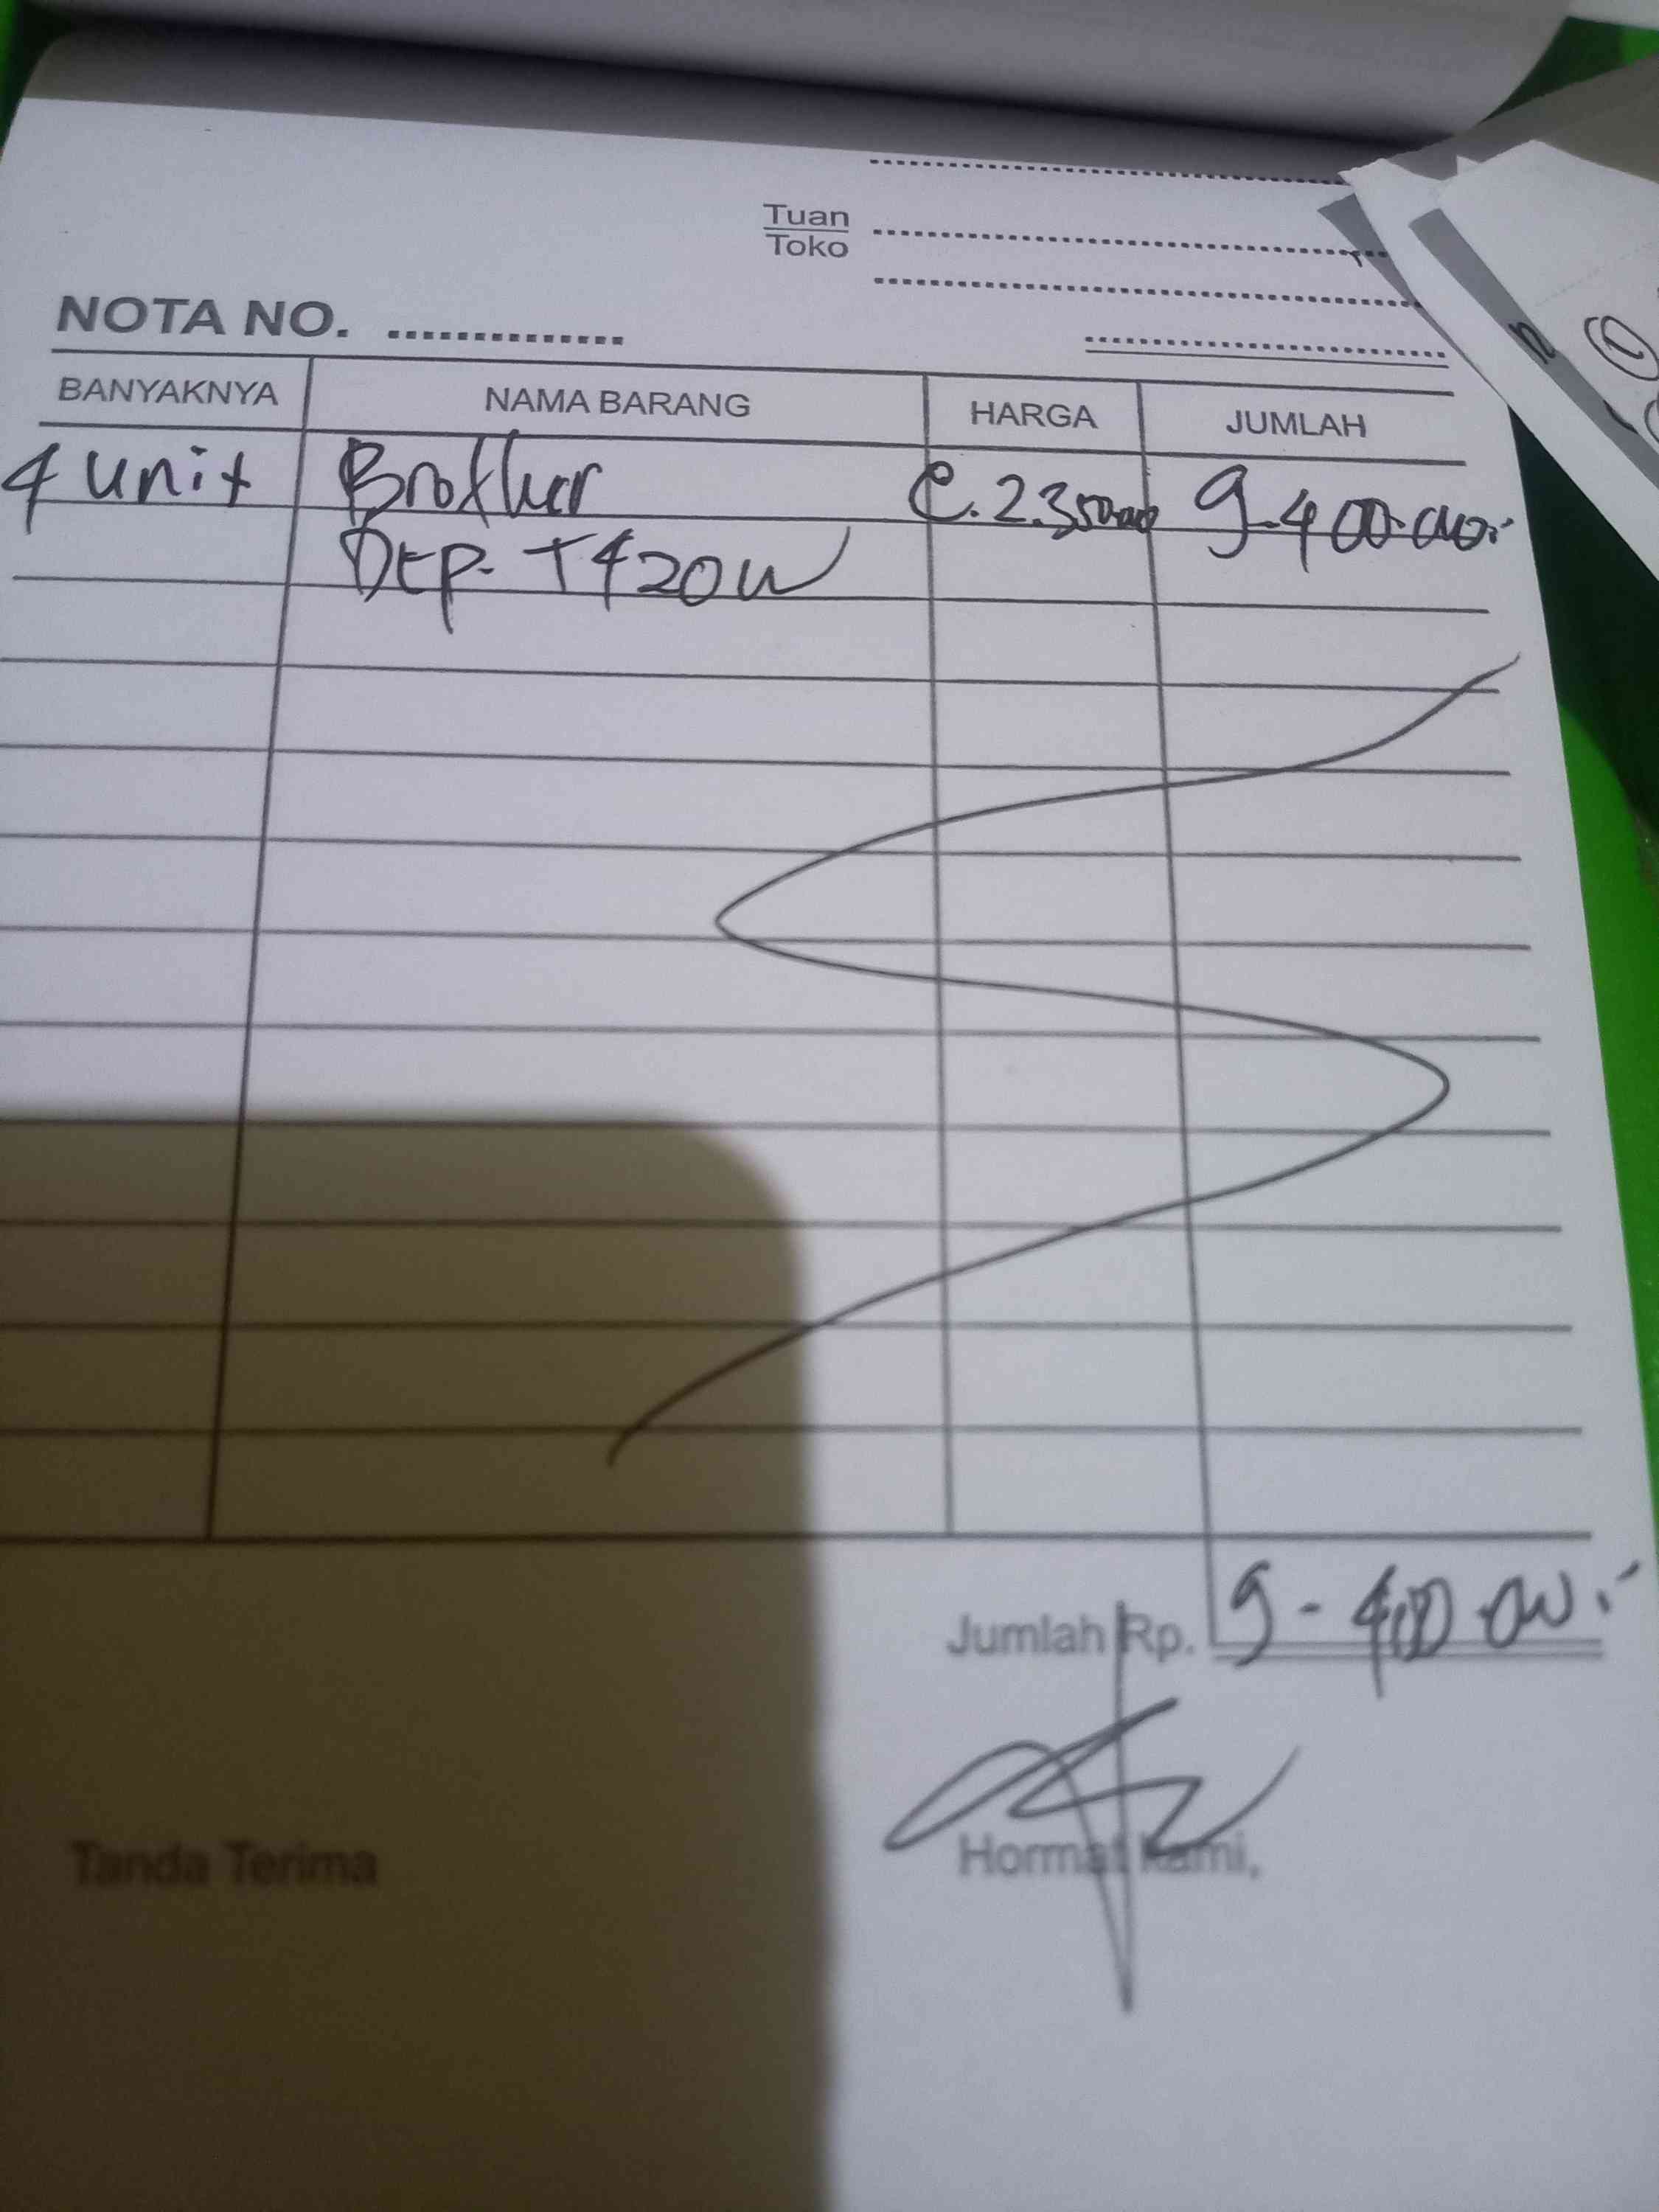 Tuan
Toko
NOTA NO. ..............
BANYAKNYA NAMA BARANG HARGA JUMLAH
4 unit Brother @.2.350.000 9.400.000.-
Dcp. T420W
Jumlah Rp. 9.400.000.-
Tanda Terima Hormat Kami,